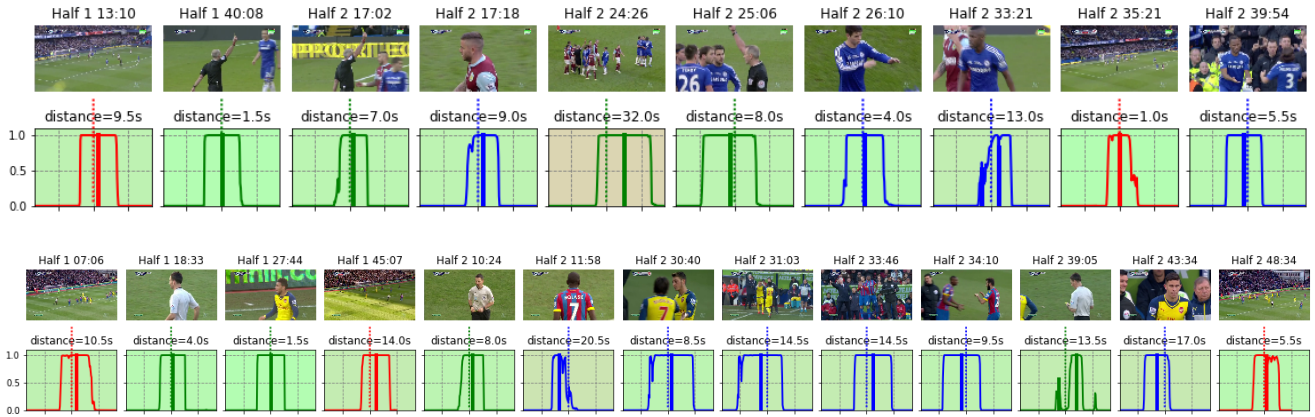 Half 1 13:10 Half 1 40:08 Half 2 17:02 Half 2 17:18 Half 2 24:26 Half 2 25:06 Half 2 26:10 Half 2 33:21 Half 2 35:21 Half 2 39:54
26 3
distance=9.5s distance=1.5s distance=7.0s distance=9.0s distance=32.0s distance=8.0s distance=4.0s distance=13.0s distance=1.0s distance=5.5s
1.0
0.5
0.0
Half 1 07:06 Half 1 18:33 Half 1 27:44 Half 1 45:07 Half 2 10:24 Half 2 11:58 Half 2 30:40 Half 2 31:03 Half 2 33:46 Half 2 34:10 Half 2 39:05 Half 2 43:34 Half 2 48:34
7 7
distance=10.5s distance=4.0s distance=1.5s distance=14.0s distance=8.0s distance=20.5s distance=8.5s distance=14.5s distance=14.5s distance=9.5s distance=13.5s distance=17.0s distance=5.5s
1.0
0.5
0.0